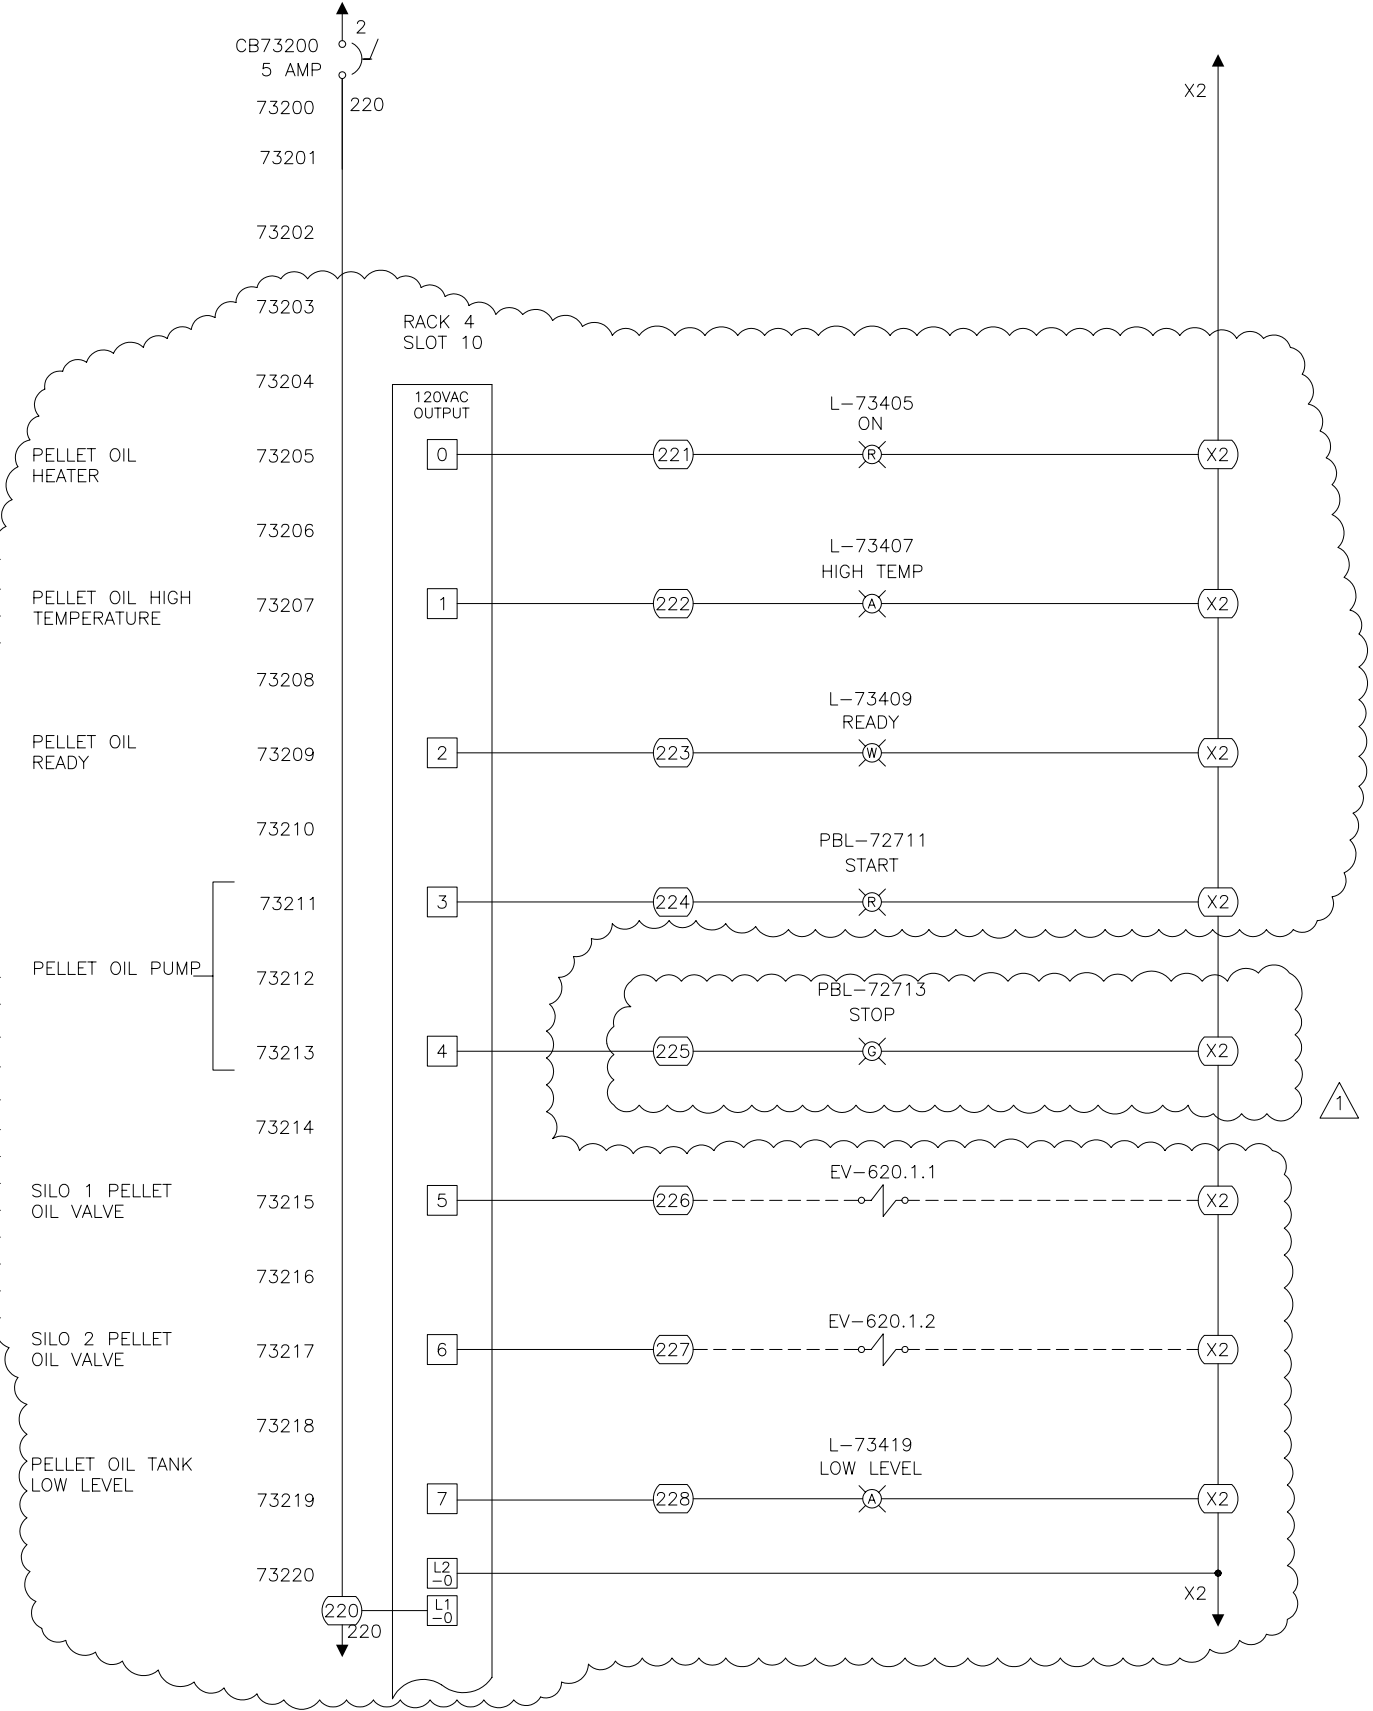 2
CB73200
5 AMP
73200 220 X2
73201
73202
73203
RACK 4
SLOT 10
73204
120VAC
OUTPUT
L-73405
ON
PELLET OIL
HEATER
73205 0 221 R X2
73206
L-73407
HIGH TEMP
PELLET OIL HIGH
TEMPERATURE
73207 1 222 A X2
73208
L-73409
READY
PELLET OIL
READY
73209 2 223 W X2
73210
PBL-72711
START
73211 3 224 R X2
PELLET OIL PUMP
73212
PBL-72713
STOP
73213 4 225 G X2
1
73214
EV-620.1.1
SILO 1 PELLET
OIL VALVE
73215 5 226 X2
73216
EV-620.1.2
SILO 2 PELLET
OIL VALVE
73217 6 227 X2
73218
L-73419
LOW LEVEL
PELLET OIL TANK
LOW LEVEL
73219 7 228 A X2
73220
L2
-0
X2
220
L1
-0
220